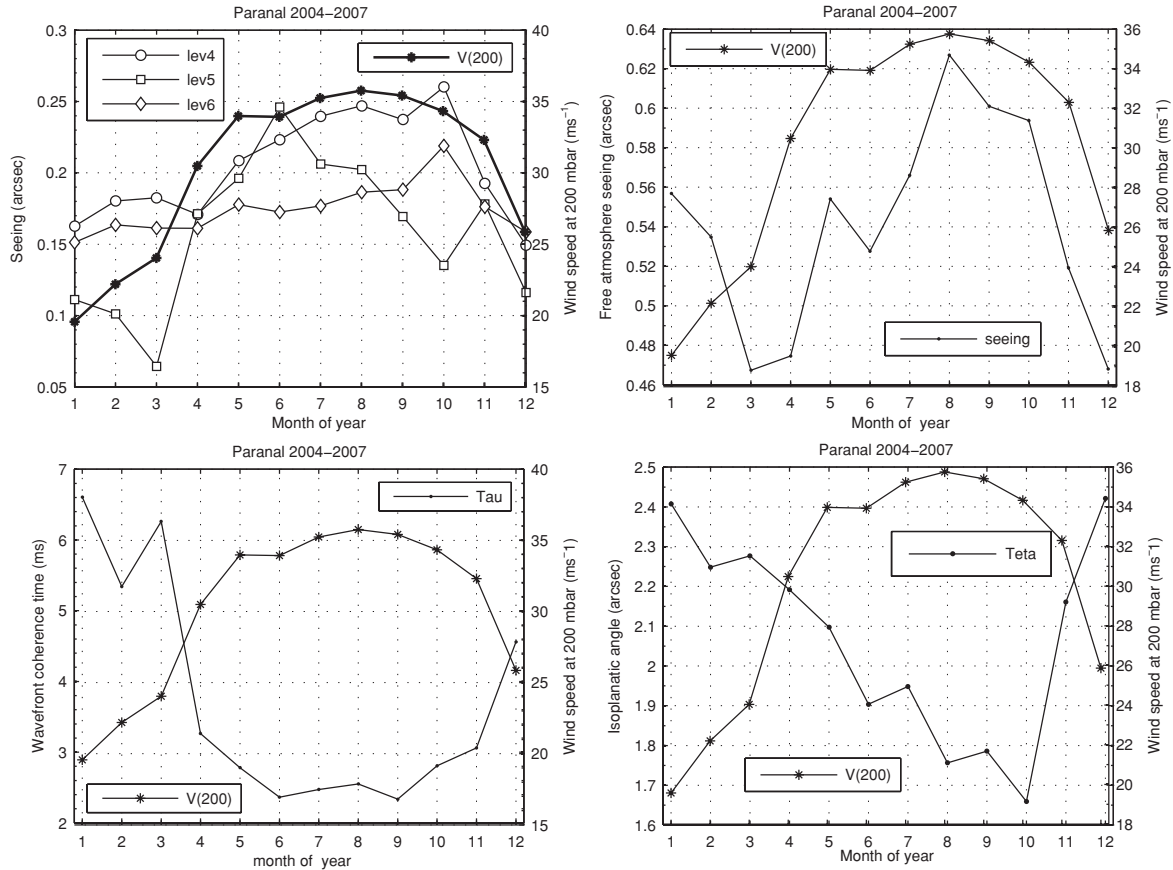 Paranal 2004−2007
0.3
0.25
0.2
0.15
0.1
0.05
Seeing (arcsec)
lev4
lev5
lev6
V(200)
40
35
30
25
20
15
Wind speed at 200 mbar (ms⁻¹)
1 2 3 4 5 6 7 8 9 10 11 12
Month of year
Paranal 2004−2007
0.64
0.62
0.6
0.58
0.56
0.54
0.52
0.5
0.48
0.46
Free atmosphere seeing (arcsec)
V(200)
seeing
36
34
32
30
28
26
24
22
20
18
Wind speed at 200 mbar (ms⁻¹)
1 2 3 4 5 6 7 8 9 10 11 12
Month of year
Paranal 2004−2007
7
6
5
4
3
2
Wavefront coherence time (ms)
Tau
V(200)
40
35
30
25
20
15
Wind speed at 200 mbar (ms⁻1)
1 2 3 4 5 6 7 8 9 10 11 12
month of year
Paranal 2004−2007
2.5
2.4
2.3
2.2
2.1
2
1.9
1.8
1.7
1.6
Isoplanatic angle (arcsec)
Teta
V(200)
36
34
32
30
28
26
24
22
20
18
Wind speed at 200 mbar (ms⁻1)
1 2 3 4 5 6 7 8 9 10 11 12
Month of year